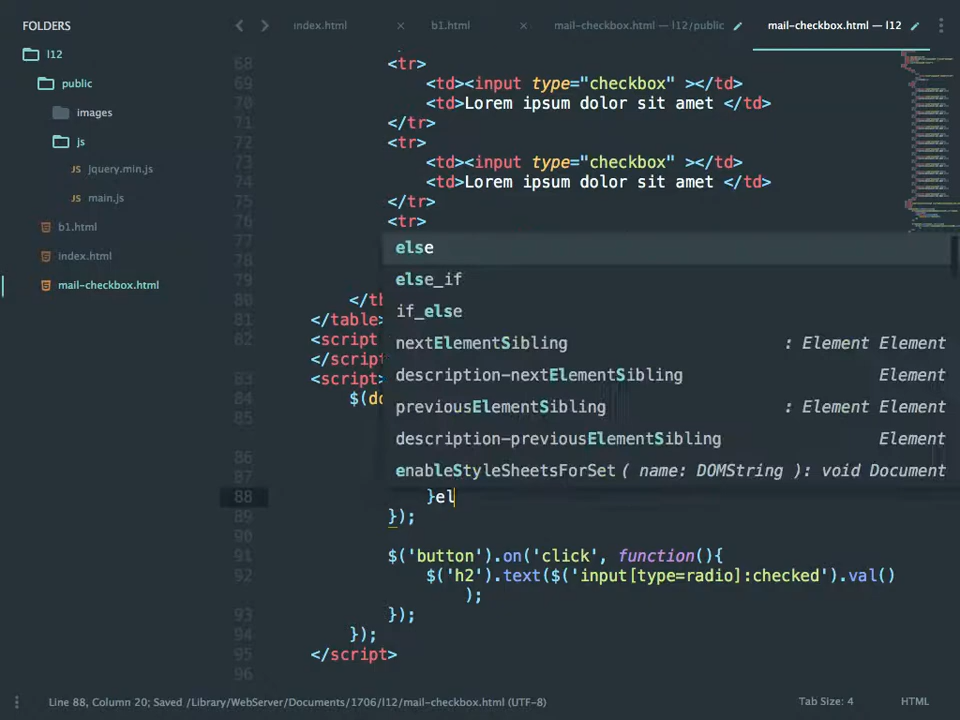 FOLDERS
l12
public
images
js
jquery.min.js
main.js
b1.html
index.html
mail-checkbox.html
index.html
b1.html
mail-checkbox.html — l12/public
mail-checkbox.html — l12
68 <tr>
69 <td><input type="checkbox" ></td>
70 <td>Lorem ipsum dolor sit amet </td>
71 </tr>
72 <tr>
73 <td><input type="checkbox" ></td>
74 <td>Lorem ipsum dolor sit amet </td>
75 </tr>
76 <tr>
77
78
79
80 </tb
81 </table>
82 <script
</script>
83 <script>
84 $(do
85
86
87
88 }el
89 });
90
91 $('button').on('click', function(){
92 $('h2').text($('input[type=radio]:checked').val()
);
93 });
94 });
95 </script>
96
else
else_if
if_else
nextElementSibling : Element Element
description-nextElementSibling Element
previousElementSibling : Element Element
description-previousElementSibling Element
enableStyleSheetsForSet( name: DOMString ): void Document
Line 88, Column 20; Saved /Library/WebServer/Documents/1706/l12/mail-checkbox.html (UTF-8)
Tab Size: 4
HTML